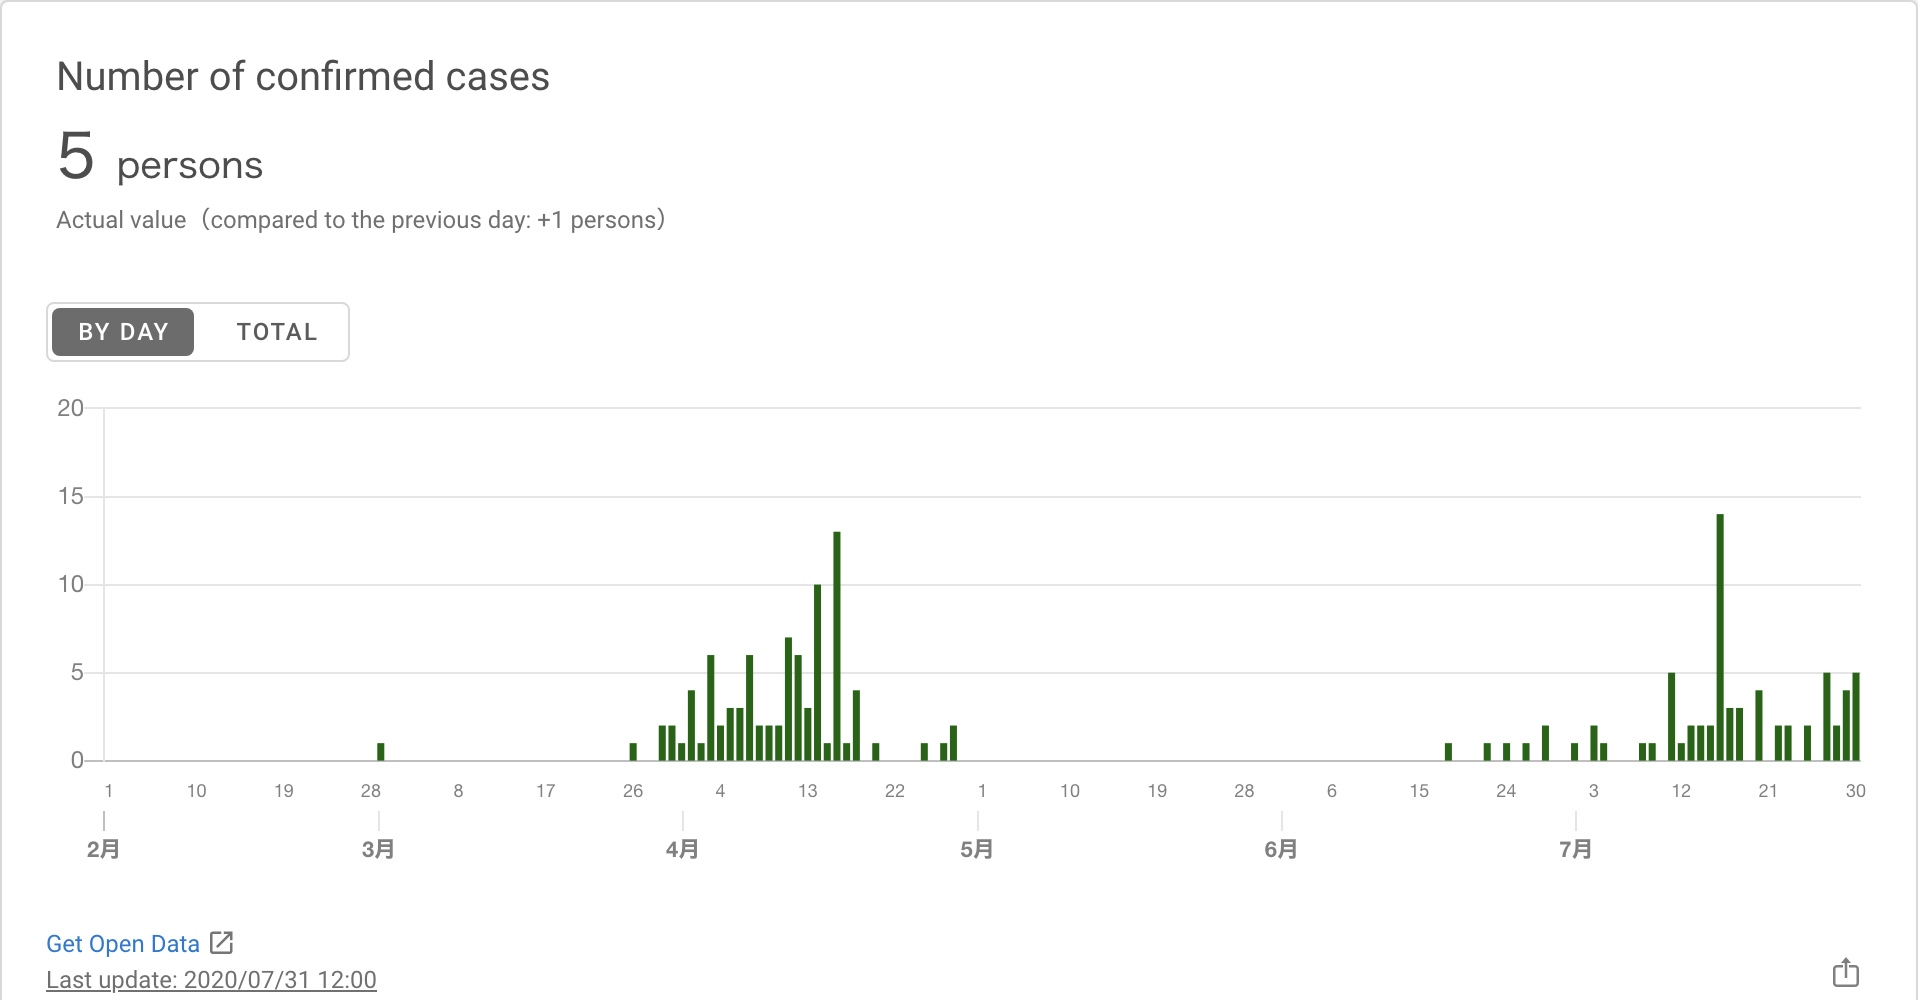 Number of confirmed cases
5 persons
Actual value（compared to the previous day: +1 persons）
BY DAY TOTAL
20
15
10
5
0
1 10 19 28 8 17 26 4 13 22 1 10 19 28 6 15 24 3 12 21 30
2月 3月 4月 5月 6月 7月
Get Open Data
Last update: 2020/07/31 12:00